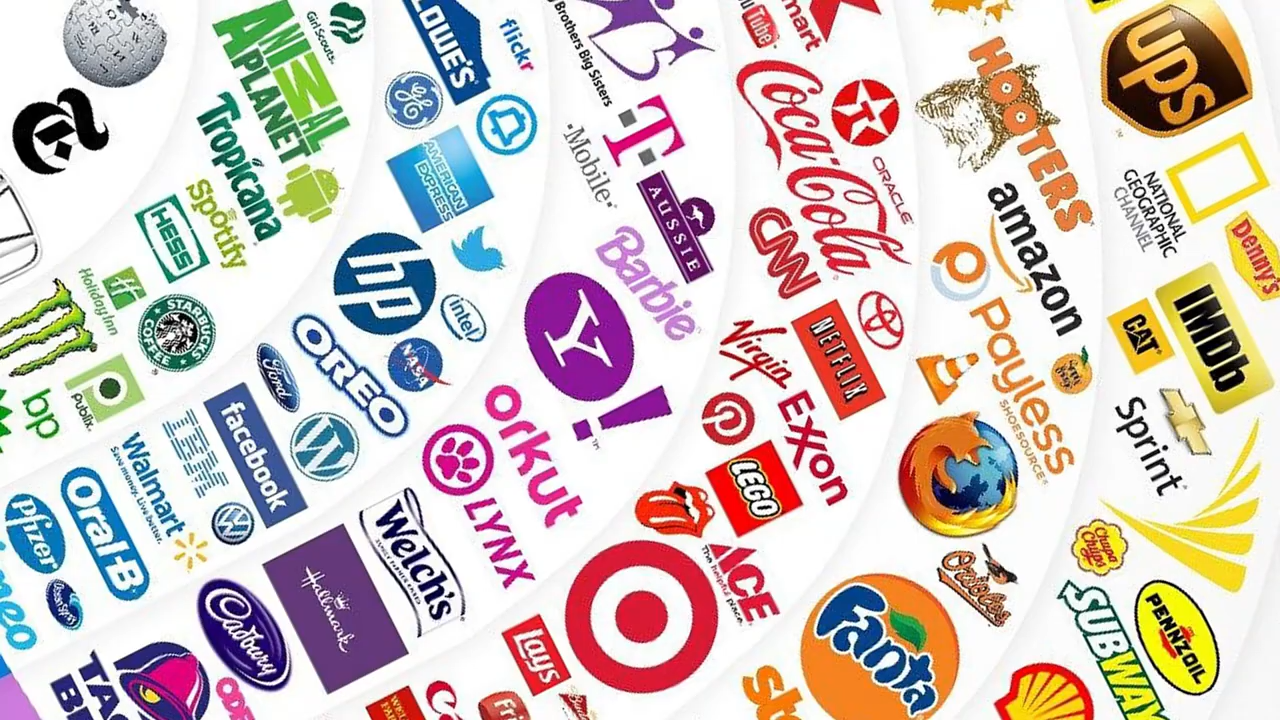 Girl Scouts.
ANIMAL
PLANET
Tropicana
Spotify
HESS
Holiday Inn
STARBUCKS
COFFEE
Publix.
bp
LOWE'S
flickr
GE
AMERICAN
EXPRESS
hp
intel
OREO
NASA
Ford
W
facebook
IBM
Walmart
Save money. Live better.
Oral-B
Pfizer
Brothers Big Sisters
T
·Mobile·
AUSSIE
Barbie
Y!
TM
orkut
LYNX
Welch's
Hallmark
Cadbury
YouTube
mart
Coca-Cola
ORACLE
CNN
NETFLIX
Virgin
EXXon
LEGO
ACE
The helpful place.
Lays
HOOTERS
amazon
Payless
SHOESOURCE
Orioles
Fanta
ups
NATIONAL
GEOGRAPHIC
CHANNEL
Denny's
IMDb
CAT
Sprint
Chupa
Chups
PENNZOIL
SUBWAY